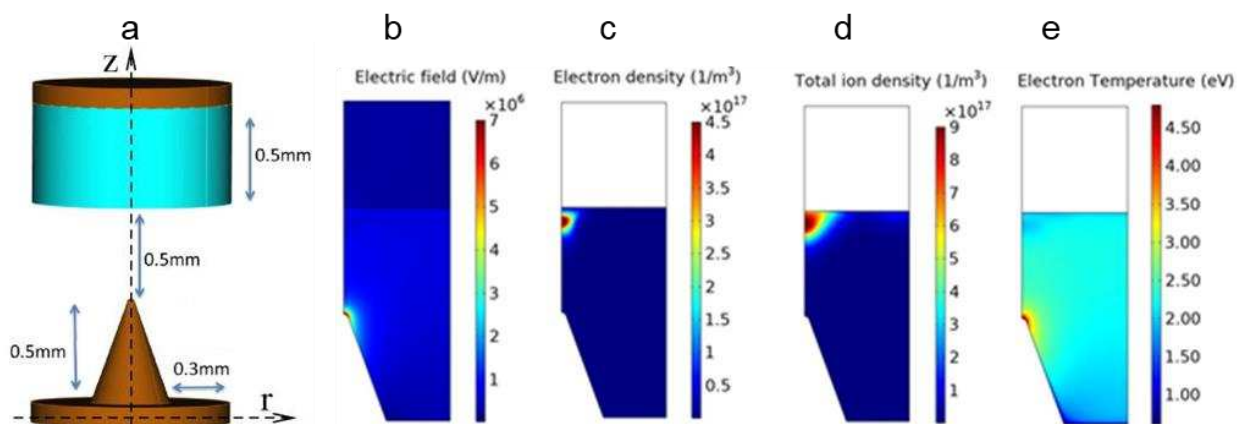 a
z
0.5mm
0.5mm
0.5mm
0.3mm
r
b
Electric field (V/m)
×10⁶
7
6
5
4
3
2
1
c
Electron density (1/m³)
×10¹⁷
4.5
4
3.5
3
2.5
2
1.5
1
0.5
d
Total ion density (1/m³)
×10¹⁷
9
8
7
6
5
4
3
2
1
e
Electron Temperature (eV)
4.50
4.00
3.50
3.00
2.50
2.00
1.50
1.00